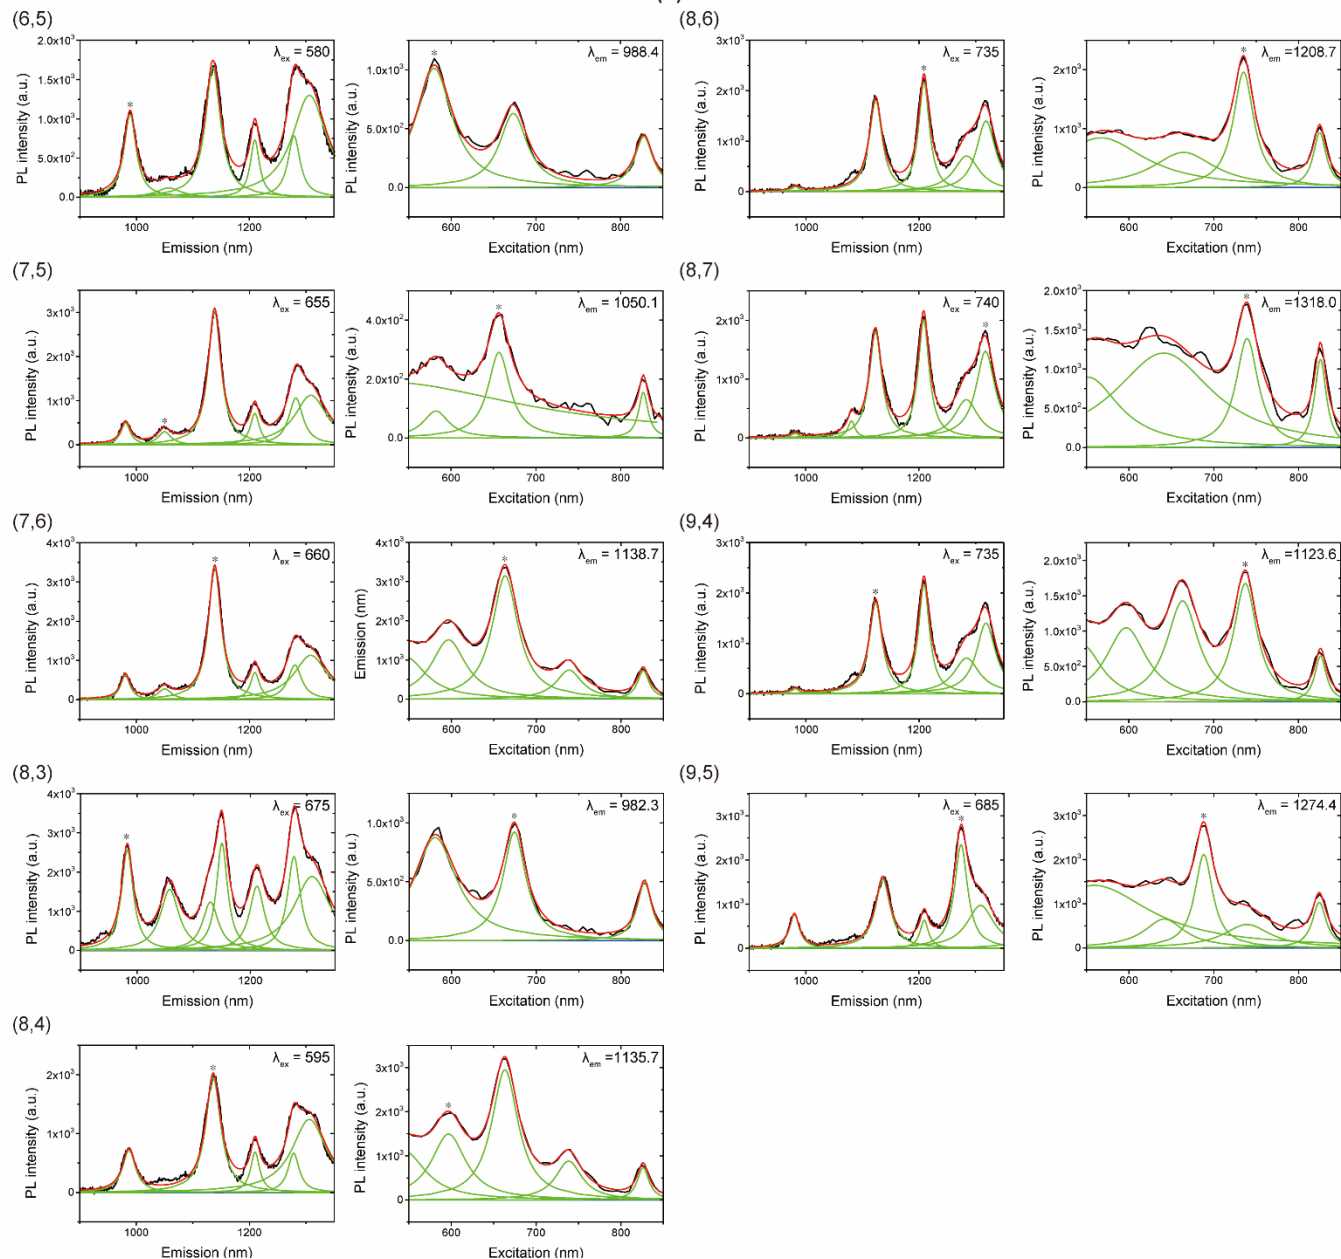 (6,5)
λex = 580
PL intensity (a.u.)
2.0x10³
1.5x10³
1.0x10³
5.0x10²
0.0
*
1000
1200
Emission (nm)
λem = 988.4
PL intensity (a.u.)
1.0x10³
5.0x10²
0.0
*
600
700
800
Excitation (nm)
(8,6)
λex = 735
PL intensity (a.u.)
3x10³
2x10³
1x10³
0
*
1000
1200
Emission (nm)
λem = 1208.7
PL intenisty (a.u.)
2x10³
1x10³
0
*
600
700
800
Excitation (nm)
(7,5)
λex = 655
PL intensity (a.u.)
3x10³
2x10³
1x10³
0
*
1000
1200
Emission (nm)
λem = 1050.1
PL intensity (a.u.)
4.0x10²
2.0x10²
0.0
*
600
700
800
Excitation (nm)
(8,7)
λex = 740
PL intensity (a.u.)
2x10³
1x10³
0
*
1000
1200
Emission (nm)
λem =1318.0
PL intensity (a.u.)
2.0x10³
1.5x10³
1.0x10³
5.0x10²
0.0
*
600
700
800
Excitation (nm)
(7,6)
λex = 660
PL intensity (a.u.)
4x10³
3x10³
2x10³
1x10³
0
*
1000
1200
Emission (nm)
λem =1138.7
Emission (nm)
4x10³
3x10³
2x10³
1x10³
0
*
600
700
800
Excitation (nm)
(9,4)
λex = 735
PL intensity (a.u.)
3x10³
2x10³
1x10³
0
*
1000
1200
Emission (nm)
λem =1123.6
PL intensity (a.u.)
2.0x10³
1.5x10³
1.0x10³
5.0x10²
0.0
*
600
700
800
Excitation (nm)
(8,3)
λex = 675
PL intensity (a.u.)
4x10³
3x10³
2x10³
1x10³
0
*
1000
1200
Emission (nm)
λem = 982.3
PL intensity (a.u.)
1.0x10³
5.0x10²
0.0
*
600
700
800
Excitation (nm)
(9,5)
λex = 685
PL intensity (a.u.)
3x10³
2x10³
1x10³
0
*
1000
1200
Emission (nm)
λem = 1274.4
PL intensity (a.u.)
3x10³
2x10³
1x10³
0
*
600
700
800
Excitation (nm)
(8,4)
λex = 595
PL intensity (a.u.)
2x10³
1x10³
0
*
1000
1200
Emission (nm)
λem =1135.7
PL intensity (a.u.)
3x10³
2x10³
1x10³
0
*
600
700
800
Excitation (nm)